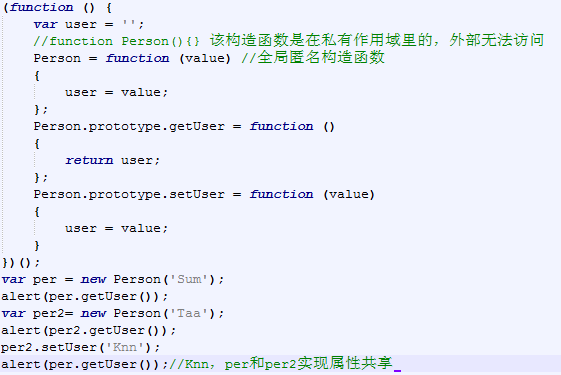 (function () {
    var user = '';
    //function Person(){} 该构造函数是在私有作用域里的，外部无法访问
    Person = function (value) //全局匿名构造函数
    {
        user = value;
    };
    Person.prototype.getUser = function ()
    {
        return user;
    };
    Person.prototype.setUser = function (value)
    {
        user = value;
    }
})();
var per = new Person('Sum');
alert(per.getUser());
var per2= new Person('Taa');
alert(per2.getUser());
per2.setUser('Knn');
alert(per.getUser());//Knn，per和per2实现属性共享